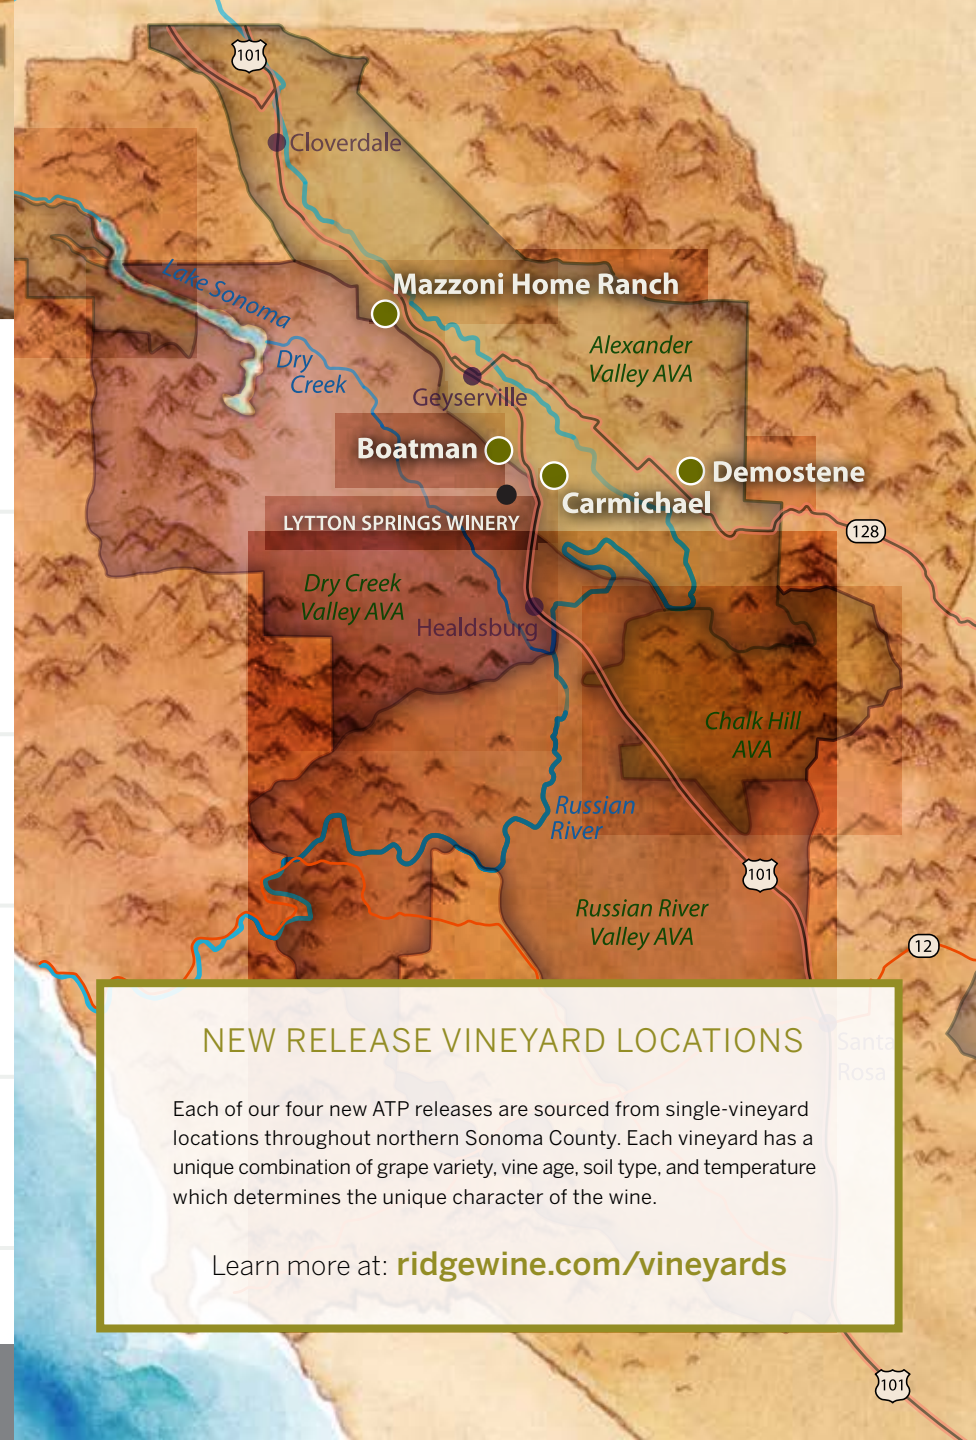 101
Cloverdale
Lake Sonoma
Mazzoni Home Ranch
Dry
Creek
Alexander
Valley AVA
Geyserville
Boatman
Demostene
Carmichael
LYTTON SPRINGS WINERY
128
Dry Creek
Valley AVA
Healdsburg
Chalk Hill
AVA
Russian
River
101
Russian River
Valley AVA
12
Santa
Rosa
NEW RELEASE VINEYARD LOCATIONS
Each of our four new ATP releases are sourced from single-vineyard
locations throughout northern Sonoma County. Each vineyard has a
unique combination of grape variety, vine age, soil type, and temperature
which determines the unique character of the wine.
Learn more at: ridgewine.com/vineyards
101